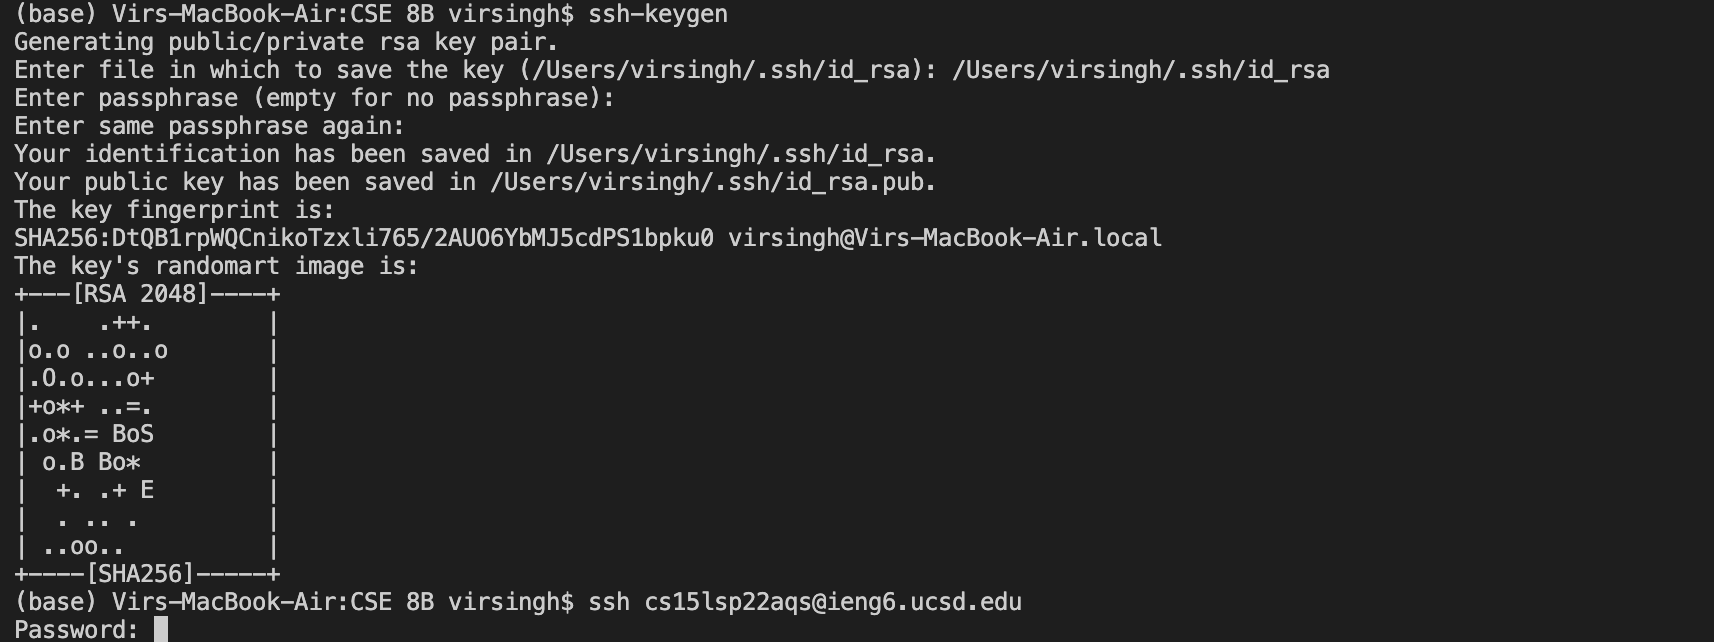 (base) Virs-MacBook-Air:CSE 8B virsingh$ ssh-keygen
Generating public/private rsa key pair.
Enter file in which to save the key (/Users/virsingh/.ssh/id_rsa): /Users/virsingh/.ssh/id_rsa
Enter passphrase (empty for no passphrase):
Enter same passphrase again:
Your identification has been saved in /Users/virsingh/.ssh/id_rsa.
Your public key has been saved in /Users/virsingh/.ssh/id_rsa.pub.
The key fingerprint is:
SHA256:DtQB1rpWQCnikoTzxli765/2AUO6YbMJ5cdPS1bpku0 virsingh@Virs-MacBook-Air.local
The key's randomart image is:
+---[RSA 2048]----+
|.    .++.        |
|o.o ..o..o       |
|.O.o...o+        |
|+o*+ ..=.        |
|.o*.= BoS        |
| o.B Bo*         |
|  +. .+ E        |
|  . .. .         |
| ..oo..          |
+----[SHA256]-----+
(base) Virs-MacBook-Air:CSE 8B virsingh$ ssh cs15lsp22aqs@ieng6.ucsd.edu
Password: